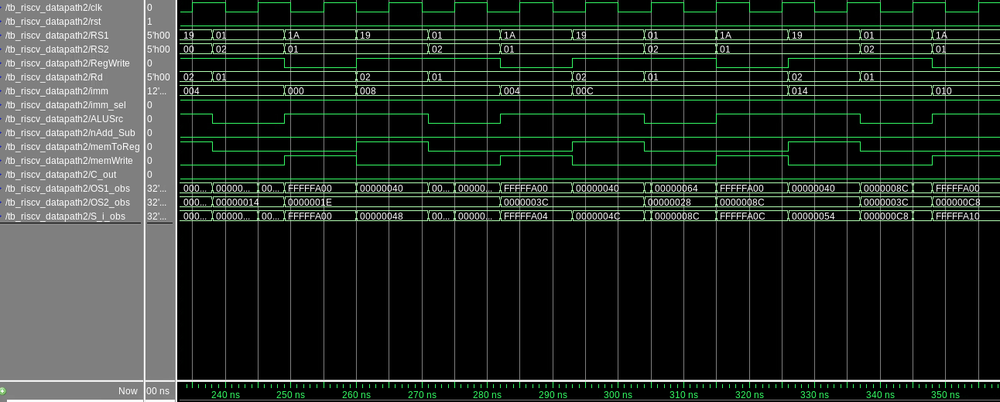 /tb_riscv_datapath2/clk 0
/tb_riscv_datapath2/rst 1
/tb_riscv_datapath2/RS1 5'h00 19 01 1A 19 01 1A 19 01 1A 19 01 1A
/tb_riscv_datapath2/RS2 5'h00 00 02 01 02 01 02 01 02 01
/tb_riscv_datapath2/RegWrite 0
/tb_riscv_datapath2/Rd 5'h00 02 01 02 01 02 01 02 01
/tb_riscv_datapath2/imm 12'... 004 000 008 004 00C 014 010
/tb_riscv_datapath2/imm_sel 0
/tb_riscv_datapath2/ALUSrc 0
/tb_riscv_datapath2/nAdd_Sub 0
/tb_riscv_datapath2/memToReg 0
/tb_riscv_datapath2/memWrite 0
/tb_riscv_datapath2/C_out 0
/tb_riscv_datapath2/OS1_obs 32'... 000... 00000... 00... FFFFFA00 00000040 00... 00000... FFFFFA00 00000040 00000064 FFFFFA00 00000040 0000008C FFFFFA00
/tb_riscv_datapath2/OS2_obs 32'... 000... 00000014 0000001E 0000003C 00000028 0000008C 0000003C 000000C8
/tb_riscv_datapath2/S_i_obs 32'... 000... 00000... 00... FFFFFA00 00000048 00... 00000... FFFFFA04 0000004C 0000008C FFFFFA0C 00000054 000000C8 FFFFFA10
Now 00 ns 240 ns 250 ns 260 ns 270 ns 280 ns 290 ns 300 ns 310 ns 320 ns 330 ns 340 ns 350 ns